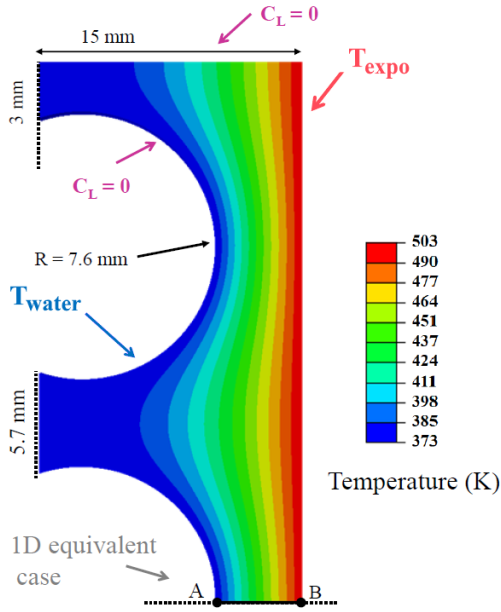 C_L = 0
15 mm
T_expo
3 mm
C_L = 0
R = 7.6 mm
T_water
503
490
477
464
451
437
424
411
398
385
373
Temperature (K)
5.7 mm
1D equivalent
case
A
B